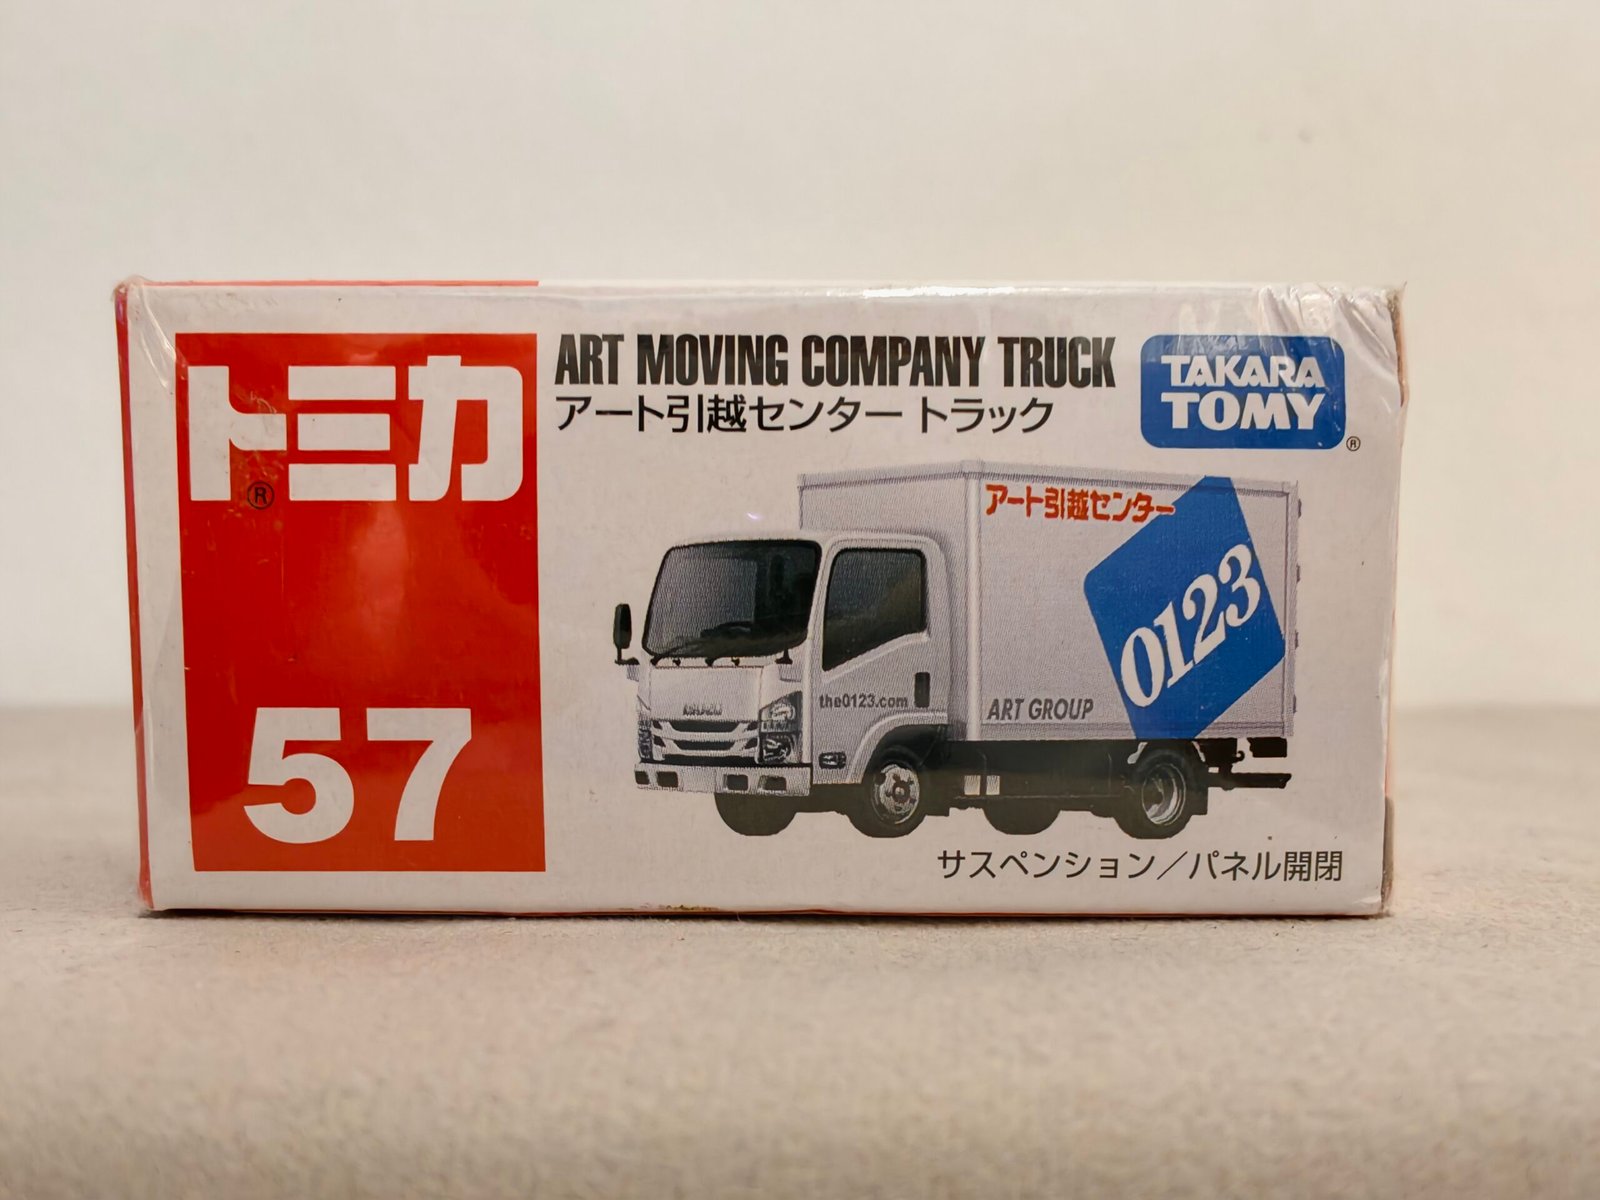 トミカ
®
57
ART MOVING COMPANY TRUCK
アート引越センター トラック
TAKARA
TOMY
®
アート引越センター
0123
ISUZU
the0123.com
ART GROUP
サスペンション／パネル開閉